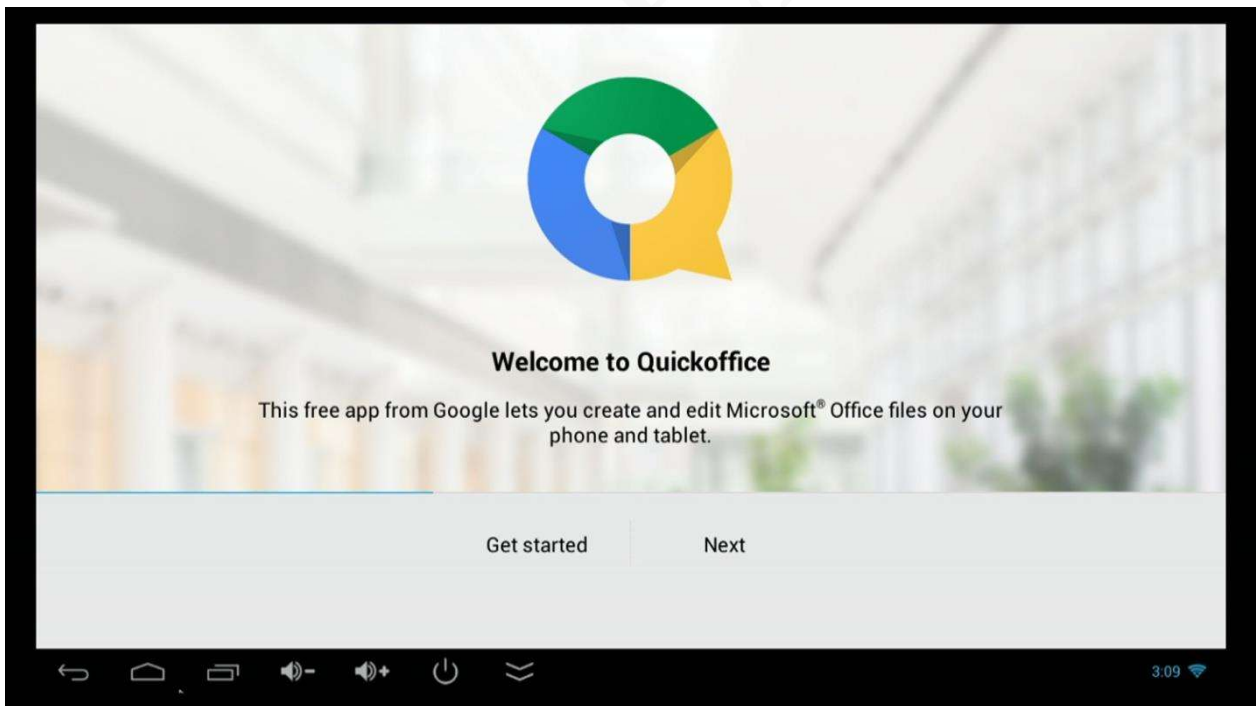 Welcome to Quickoffice
This free app from Google lets you create and edit Microsoft® Office files on your
phone and tablet.
Get started Next
3:09